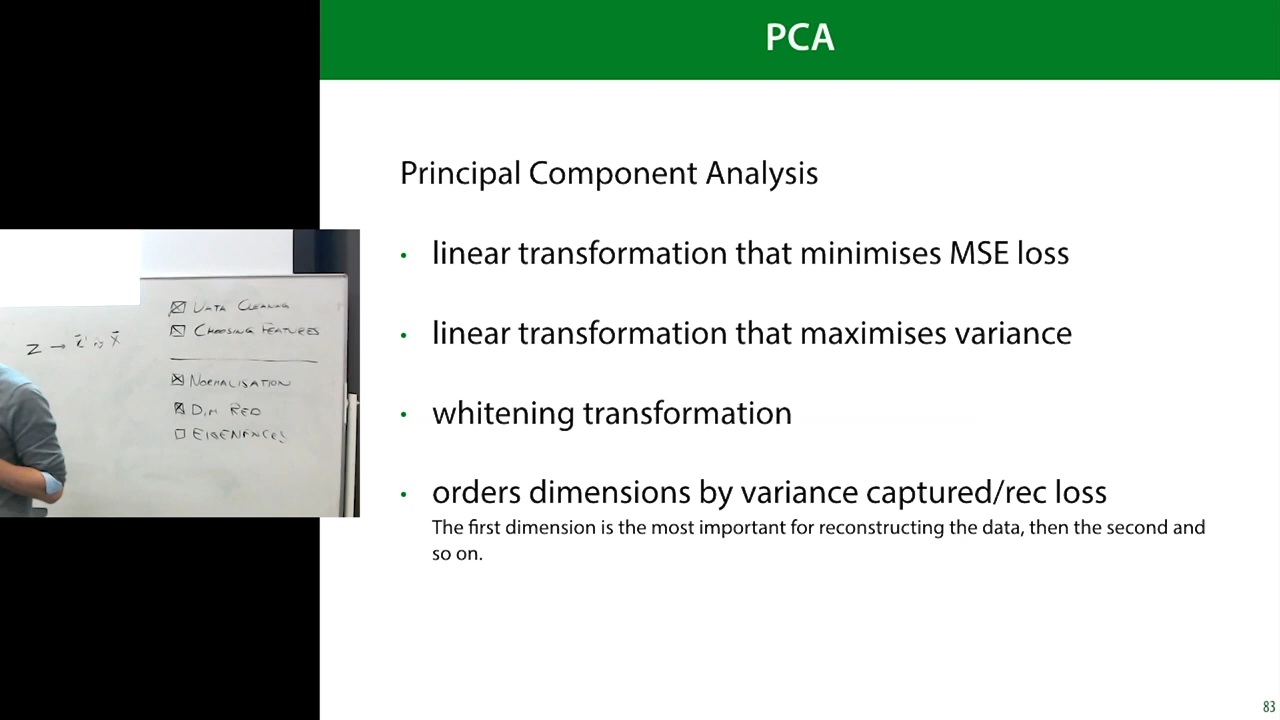 PCA
Principal Component Analysis
• linear transformation that minimises MSE loss
• linear transformation that maximises variance
• whitening transformation
• orders dimensions by variance captured/rec loss
The first dimension is the most important for reconstructing the data, then the second and
so on.
83
DATA CLEANING
CHOOSING FEATURES
NORMALISATION
DIM RED
EIGENFACES